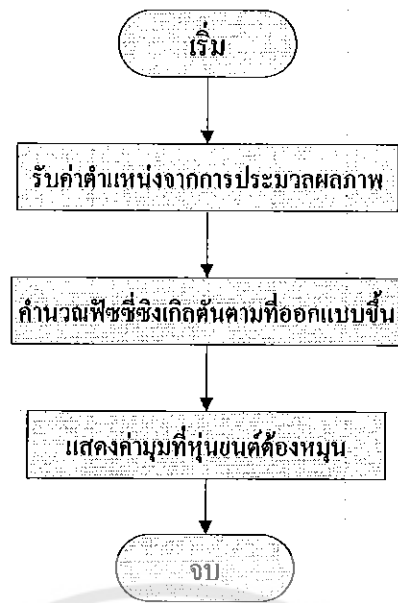 เริ่ม
รับค่าตำแหน่งจากการประมวลผลภาพ
คำนวณฟัซซี่ซิงเกิลตันตามที่ออกแบบขึ้น
แสดงค่ามุมที่หุ่นยนต์ต้องหมุน
จบ